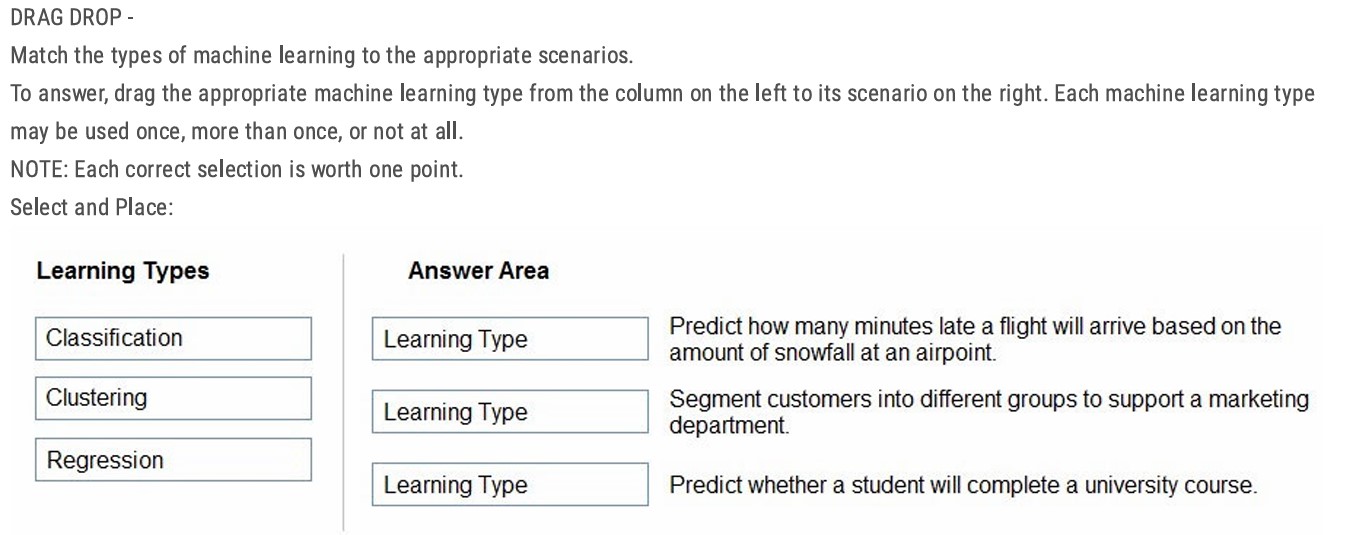 DRAG DROP -
Match the types of machine learning to the appropriate scenarios.
To answer, drag the appropriate machine learning type from the column on the left to its scenario on the right. Each machine learning type
may be used once, more than once, or not at all.
NOTE: Each correct selection is worth one point.
Select and Place:
Learning Types
Classification
Clustering
Regression
Answer Area
Learning Type
Predict how many minutes late a flight will arrive based on the
amount of snowfall at an airpoint.
Learning Type
Segment customers into different groups to support a marketing
department.
Learning Type
Predict whether a student will complete a university course.